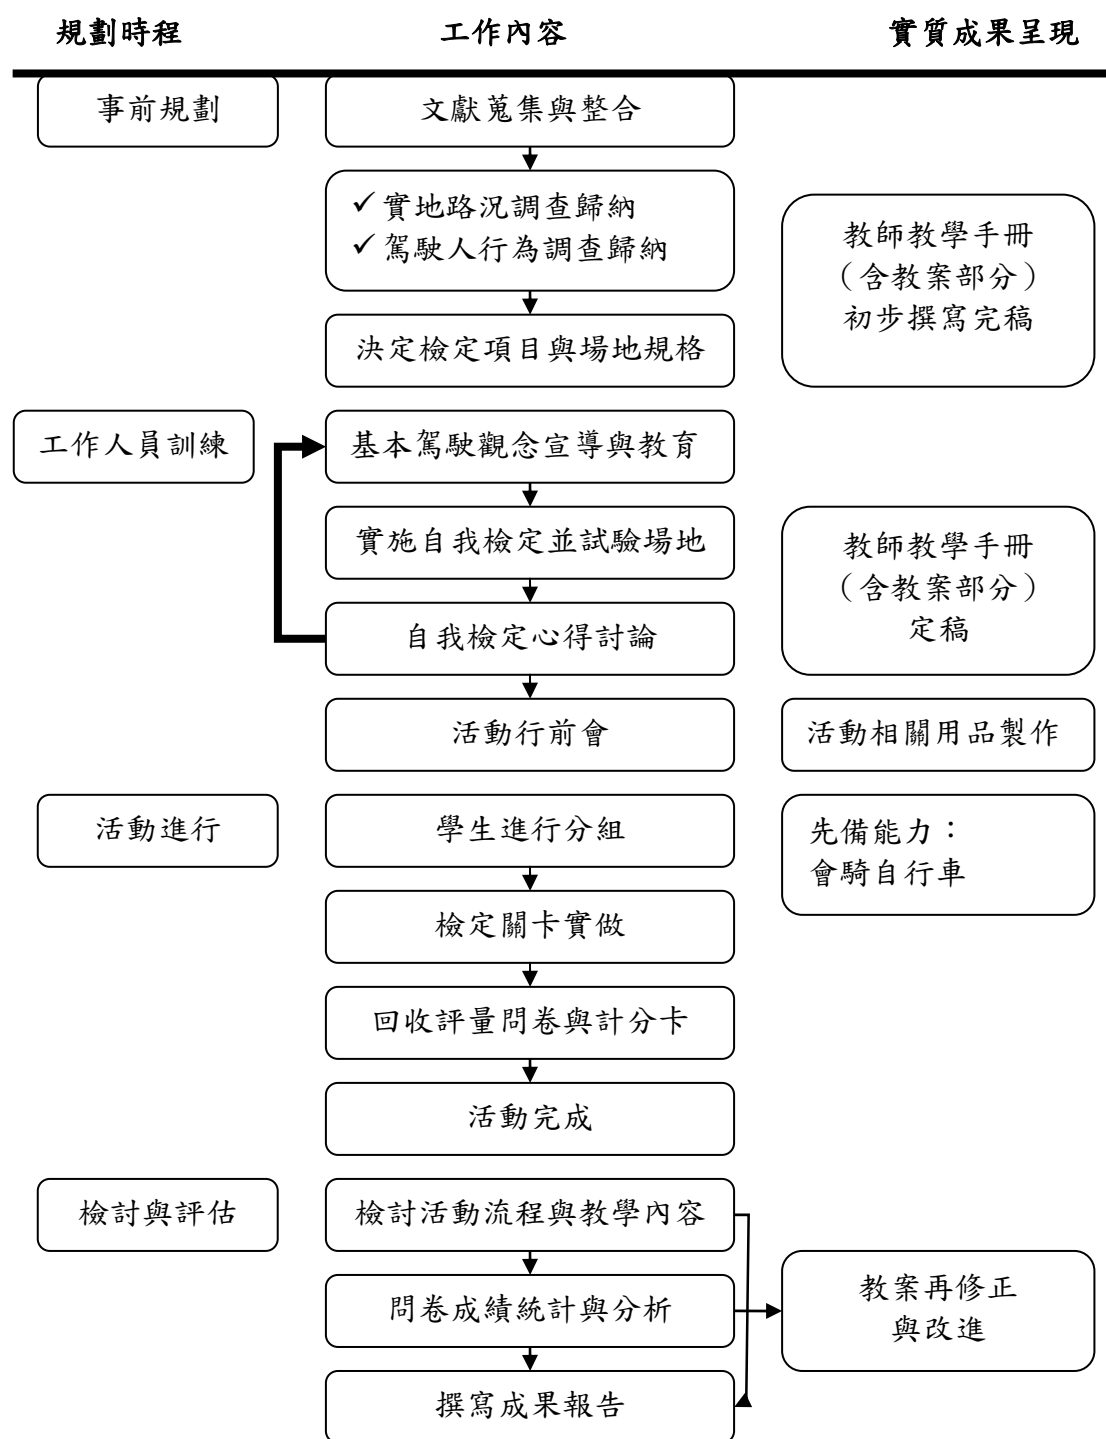 規劃時程
工作內容
實質成果呈現
事前規劃
文獻蒐集與整合
✓ 實地路況調查歸納
✓ 駕駛人行為調查歸納
教師教學手冊
（含教案部分）
初步撰寫完稿
決定檢定項目與場地規格
工作人員訓練
基本駕駛觀念宣導與教育
實施自我檢定並試驗場地
教師教學手冊
（含教案部分）
定稿
自我檢定心得討論
活動行前會
活動相關用品製作
活動進行
學生進行分組
先備能力：
會騎自行車
檢定關卡實做
回收評量問卷與計分卡
活動完成
檢討與評估
檢討活動流程與教學內容
問卷成績統計與分析
教案再修正
與改進
撰寫成果報告